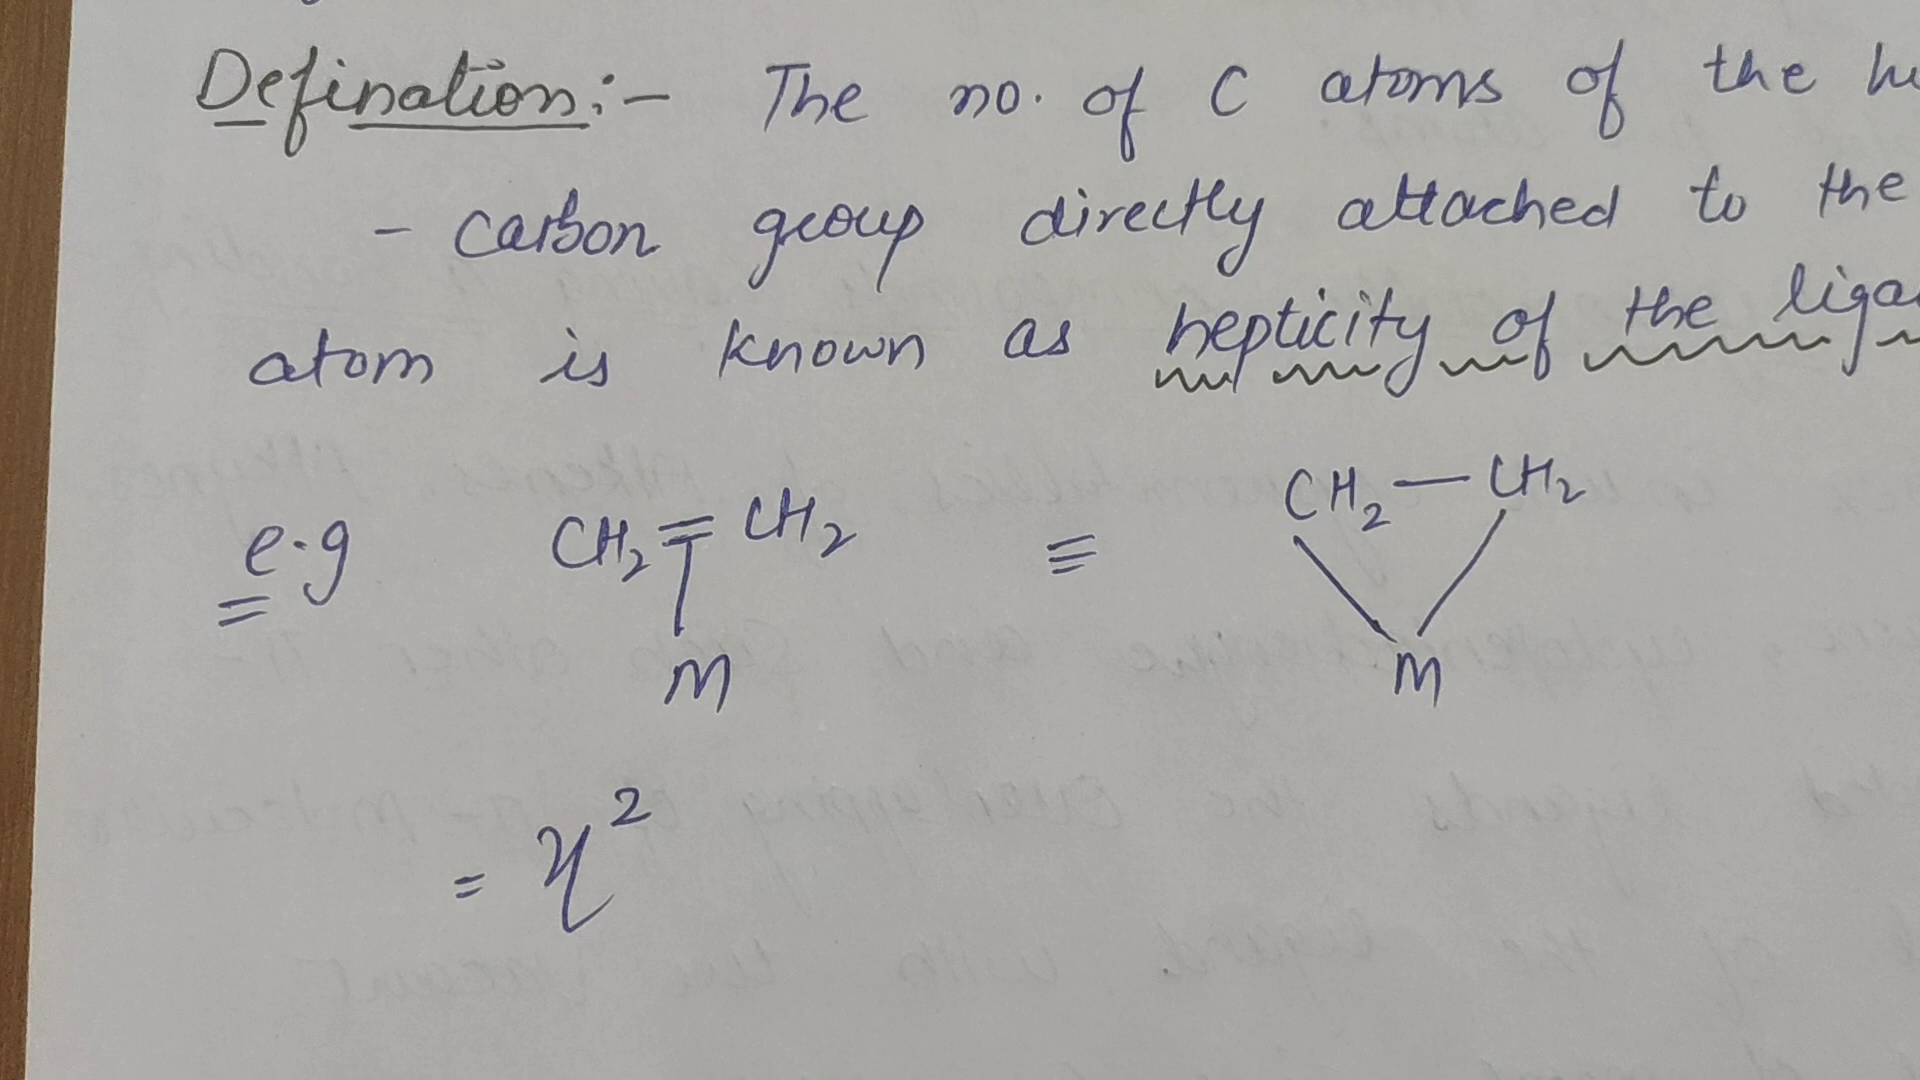 Defination:- The no. of C atoms of the
- carbon group directly attached to the
atom is known as hepticity of the
e.g CH2=CH2 ≡ CH2-CH2
M M
= η²